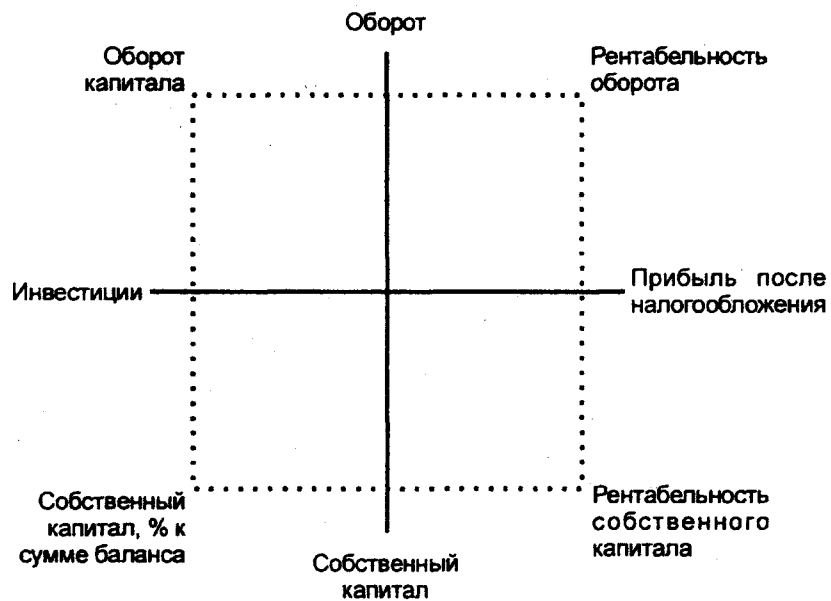 Оборот
Оборот
капитала
Рентабельность
оборота
Инвестиции
Прибыль после
налогообложения
Собственный
капитал, % к
сумме баланса
Собственный
капитал
Рентабельность
собственного
капитала